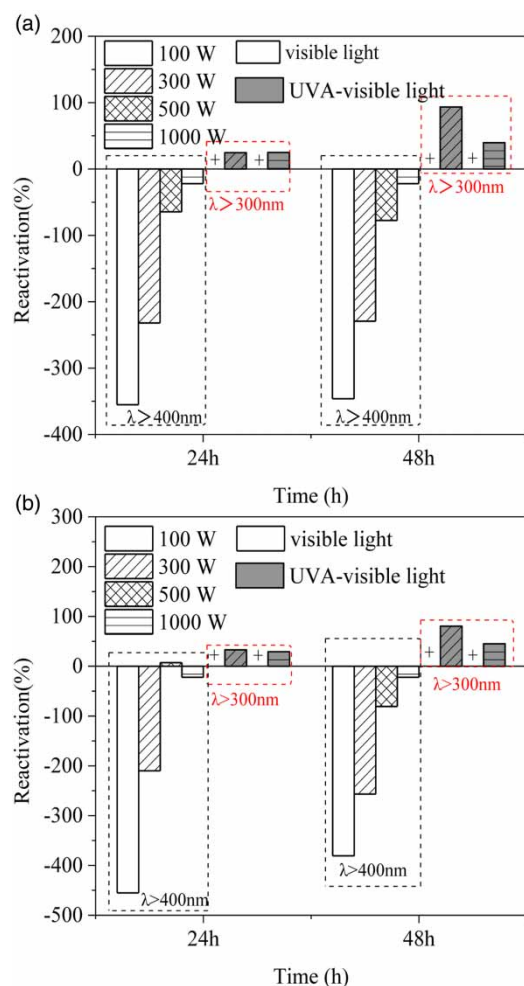 (a)
200
100
0
-100
-200
-300
-400
Reactivation(%)
100 W
300 W
500 W
1000 W
visible light
UVA-visible light
+ +
+ +
λ>300nm
λ>300nm
λ>400nm
λ>400nm
24h
48h
Time (h)
(b)
300
200
100
0
-100
-200
-300
-400
-500
Reactivation(%)
100 W
300 W
500 W
1000 W
visible light
UVA-visible light
+ +
+ +
λ>300nm
λ>300nm
λ>400nm
λ>400nm
24h
48h
Time (h)